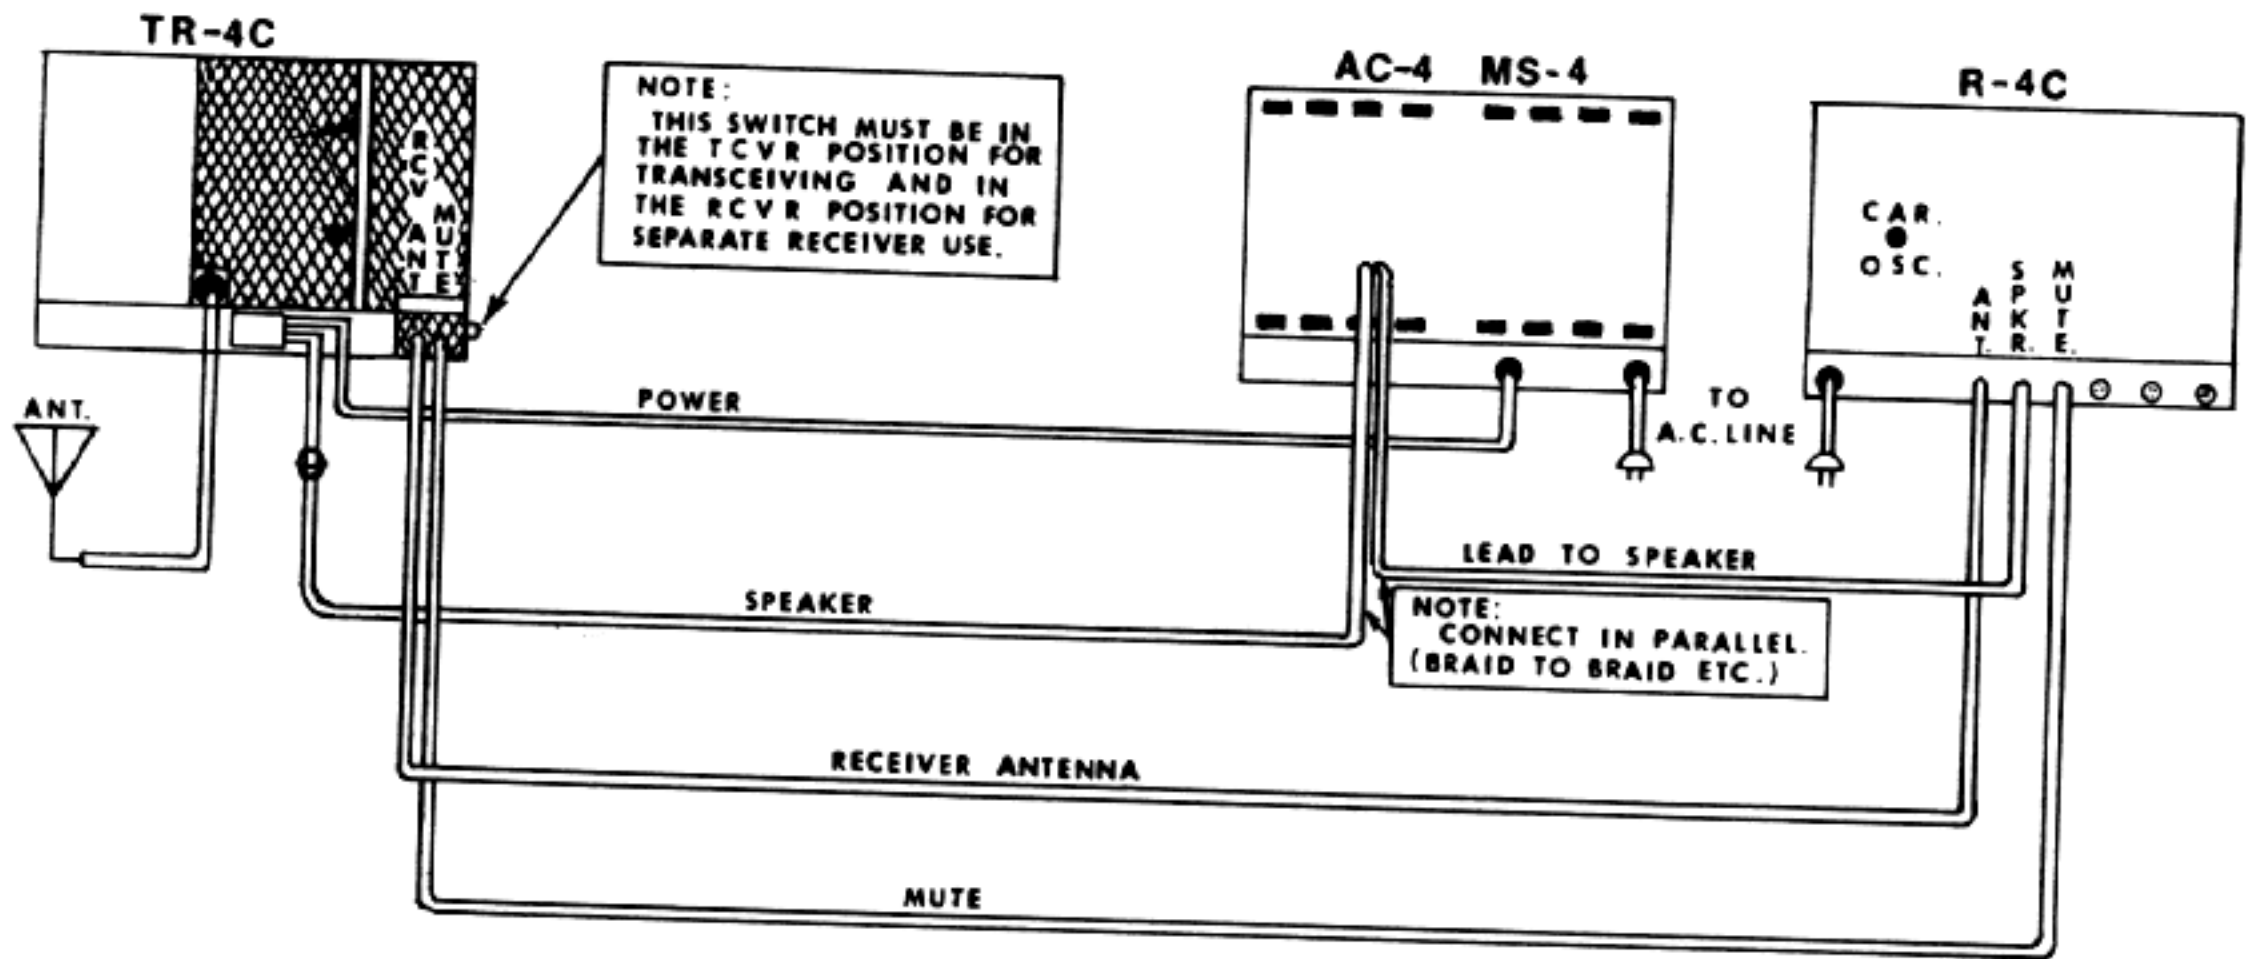 TR-4C
RCV ANT
MUTE
NOTE:
THIS SWITCH MUST BE IN
THE TCVR POSITION FOR
TRANSCEIVING AND IN
THE RCVR POSITION FOR
SEPARATE RECEIVER USE.
AC-4 MS-4
R-4C
CAR.
OSC.
ANT.
SPKR.
MUTE.
ANT.
POWER
TO
A.C.LINE
LEAD TO SPEAKER
SPEAKER
NOTE:
CONNECT IN PARALLEL.
(BRAID TO BRAID ETC.)
RECEIVER ANTENNA
MUTE